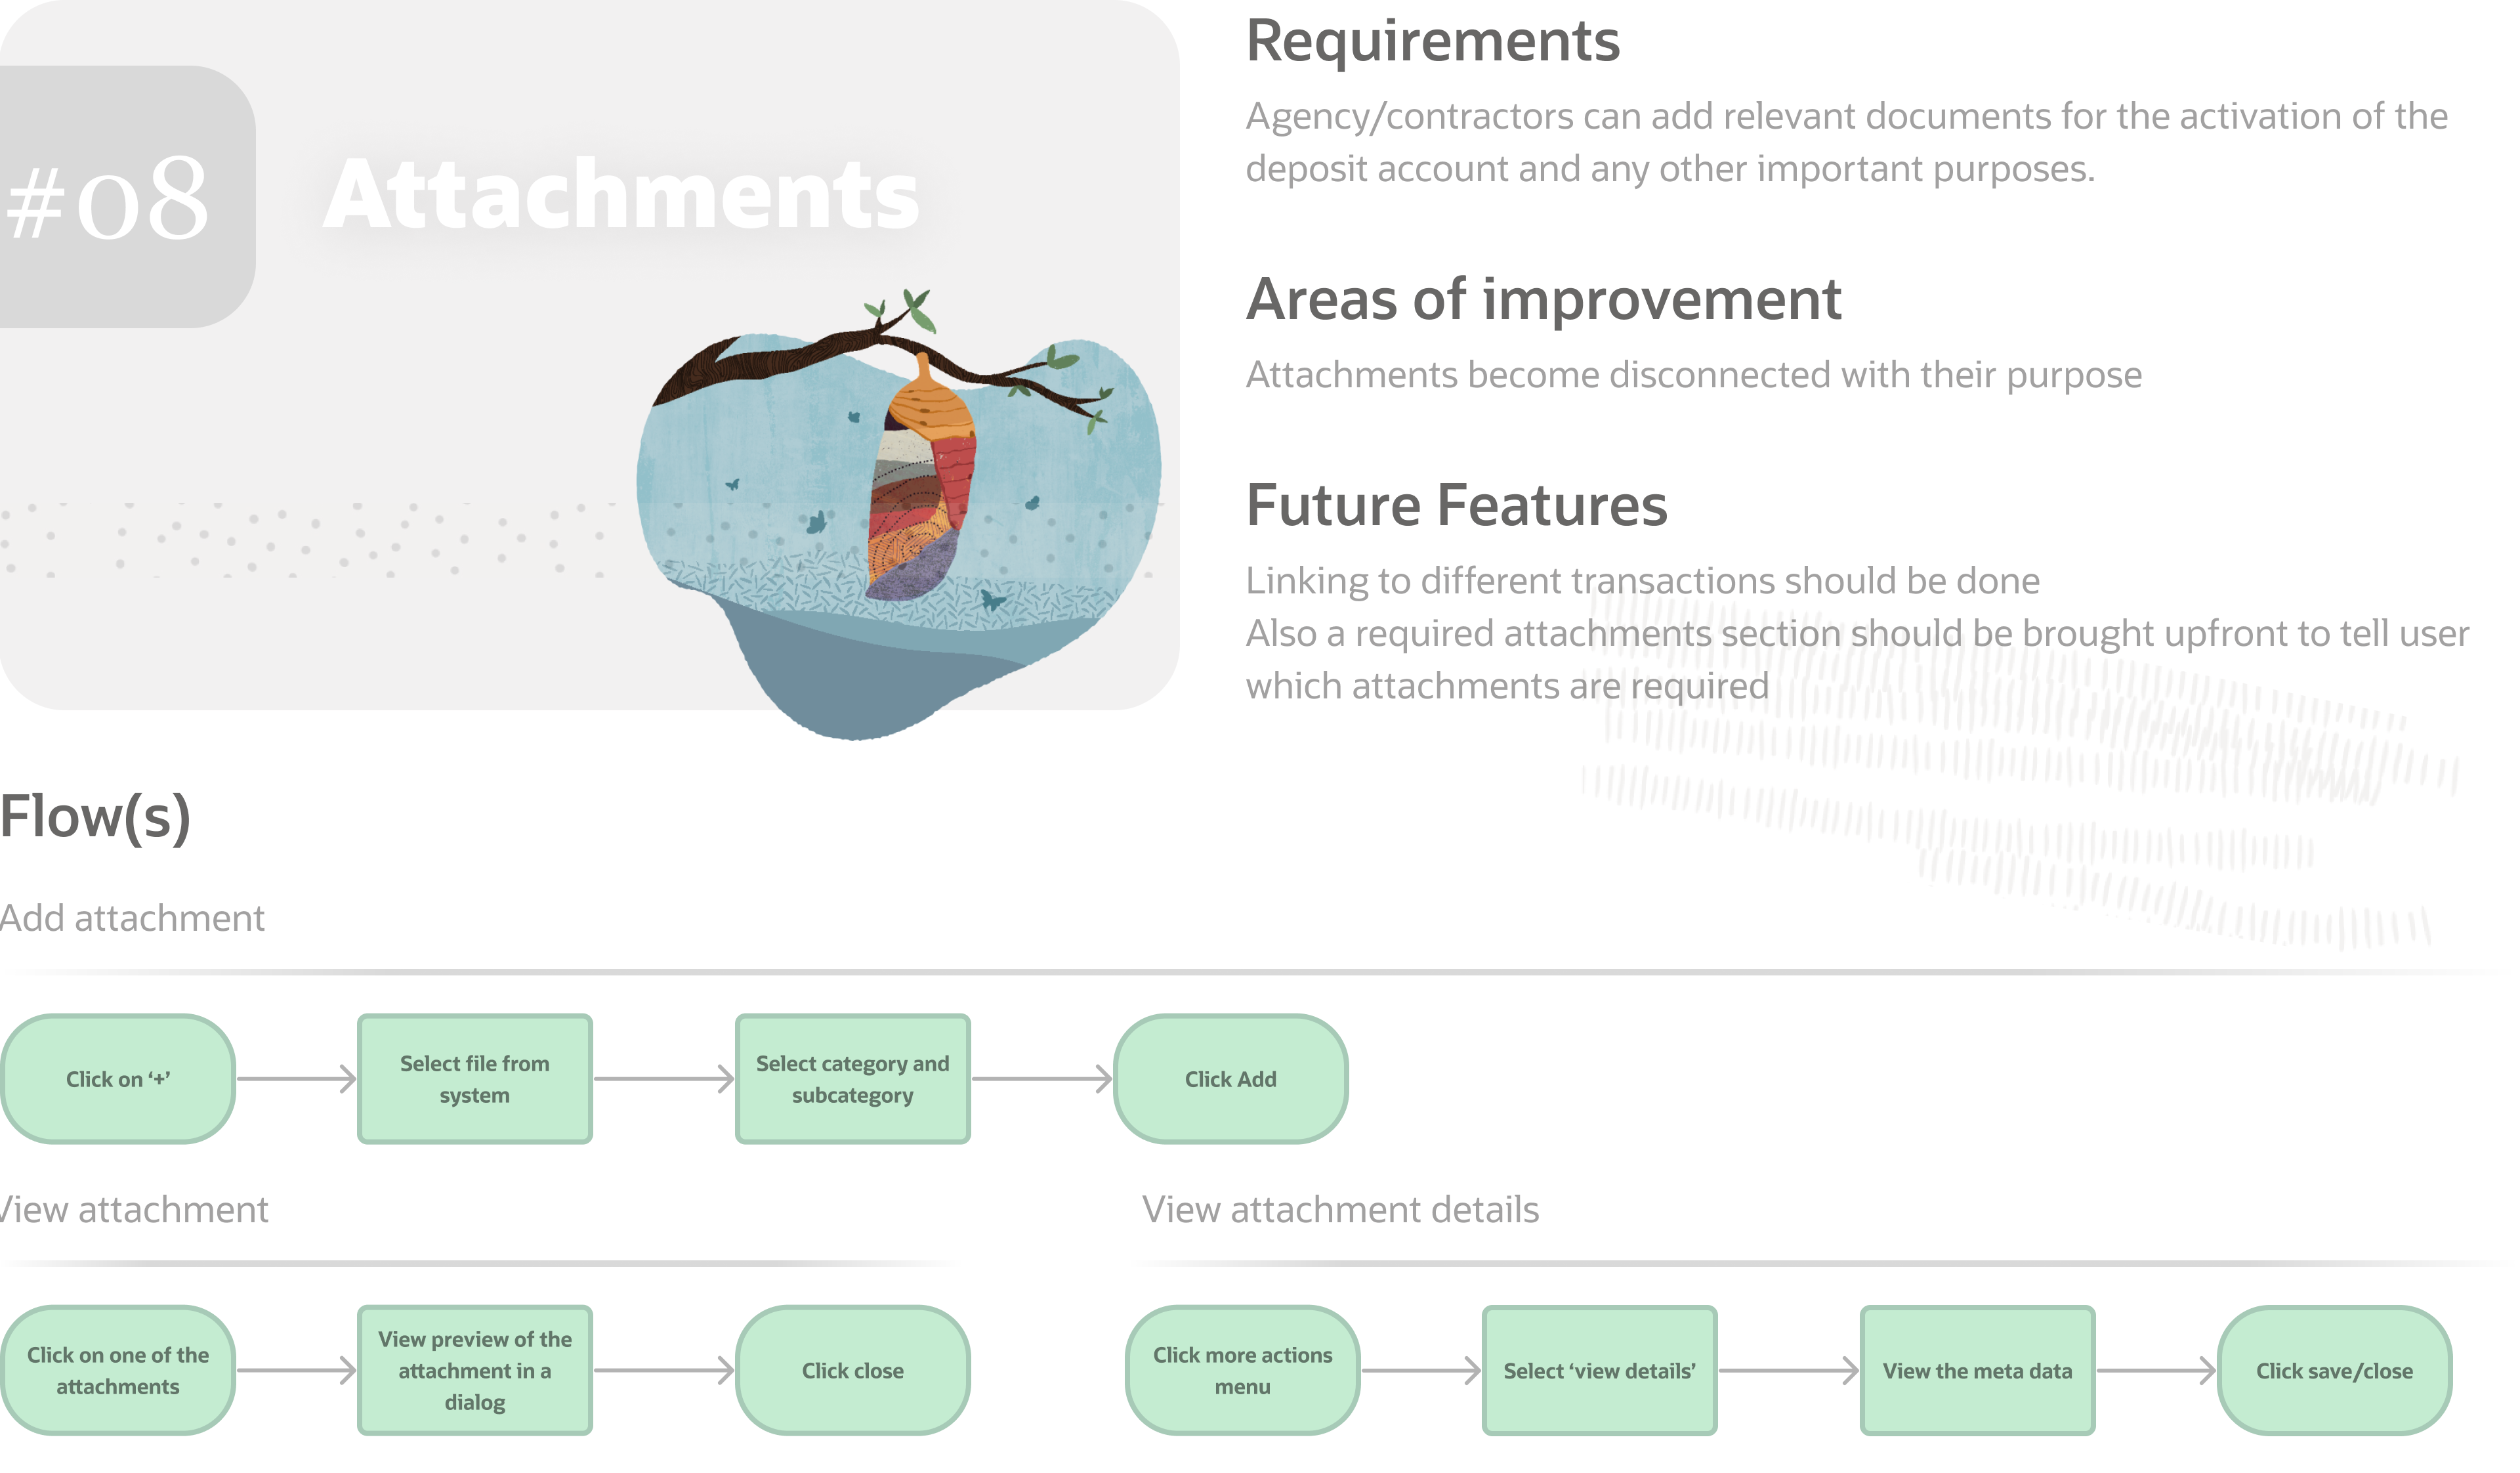 #08
Attachments
Requirements
Agency/contractors can add relevant documents for the activation of the
deposit account and any other important purposes.
Areas of improvement
Attachments become disconnected with their purpose
Future Features
Linking to different transactions should be done
Also a required attachments section should be brought upfront to tell user
which attachments are required
Flow(s)
Add attachment
Click on ‘+’
Select file from
system
Select category and
subcategory
Click Add
View attachment
Click on one of the
attachments
View preview of the
attachment in a
dialog
Click close
View attachment details
Click more actions
menu
Select ‘view details’
View the meta data
Click save/close